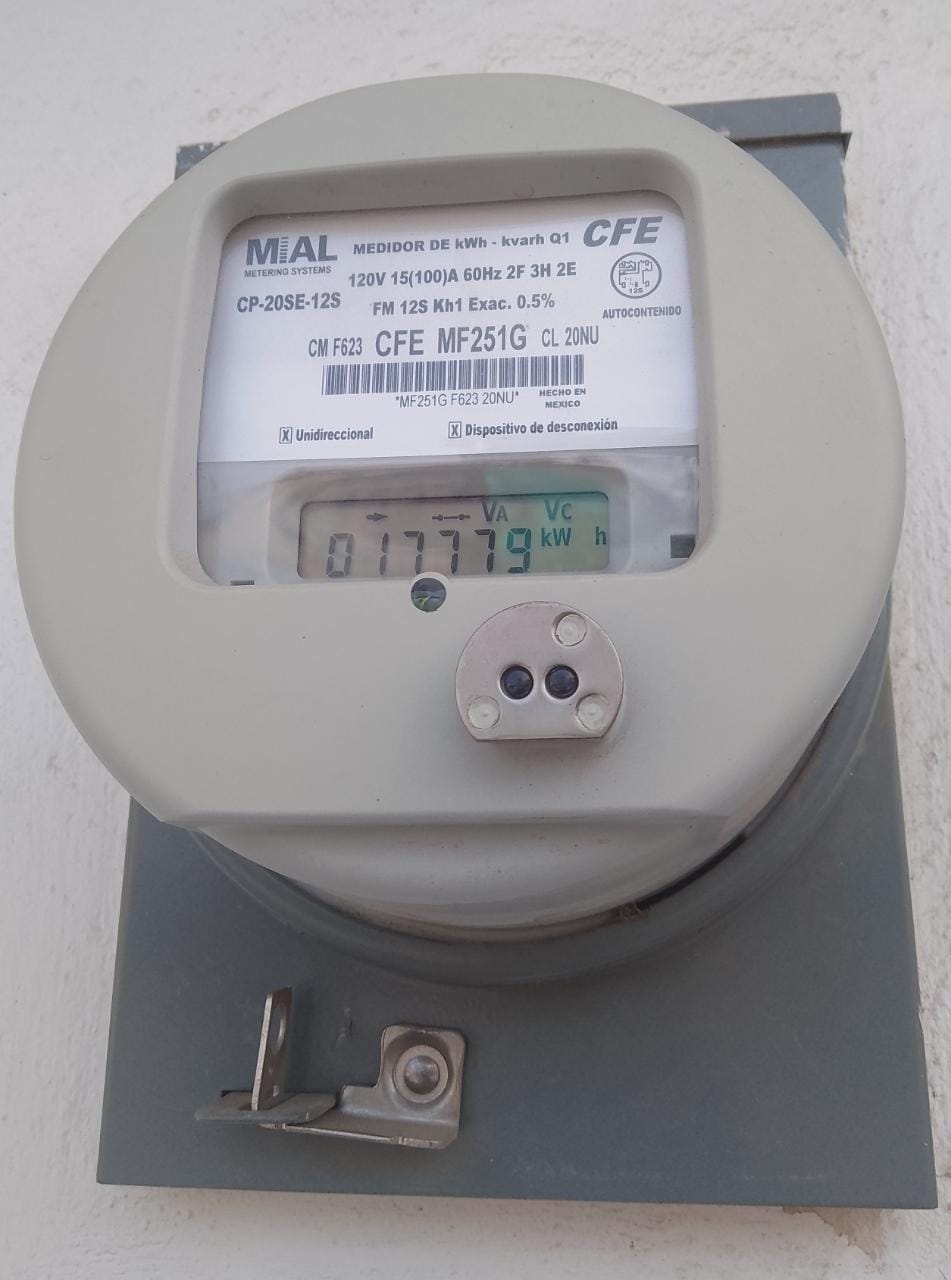 MIAL
METERING SYSTEMS
MEDIDOR DE kWh - kvarh Q1
CFE
120V 15(100)A 60Hz 2F 3H 2E
CP-20SE-12S
FM 12S Kh1 Exac. 0.5%
12S
AUTOCONTENIDO
CM F623 CFE MF251G CL 20NU
*MF251G F623 20NU*
HECHO EN
MEXICO
X Unidireccional
X Dispositivo de desconexión
VA VC
017779 kW h